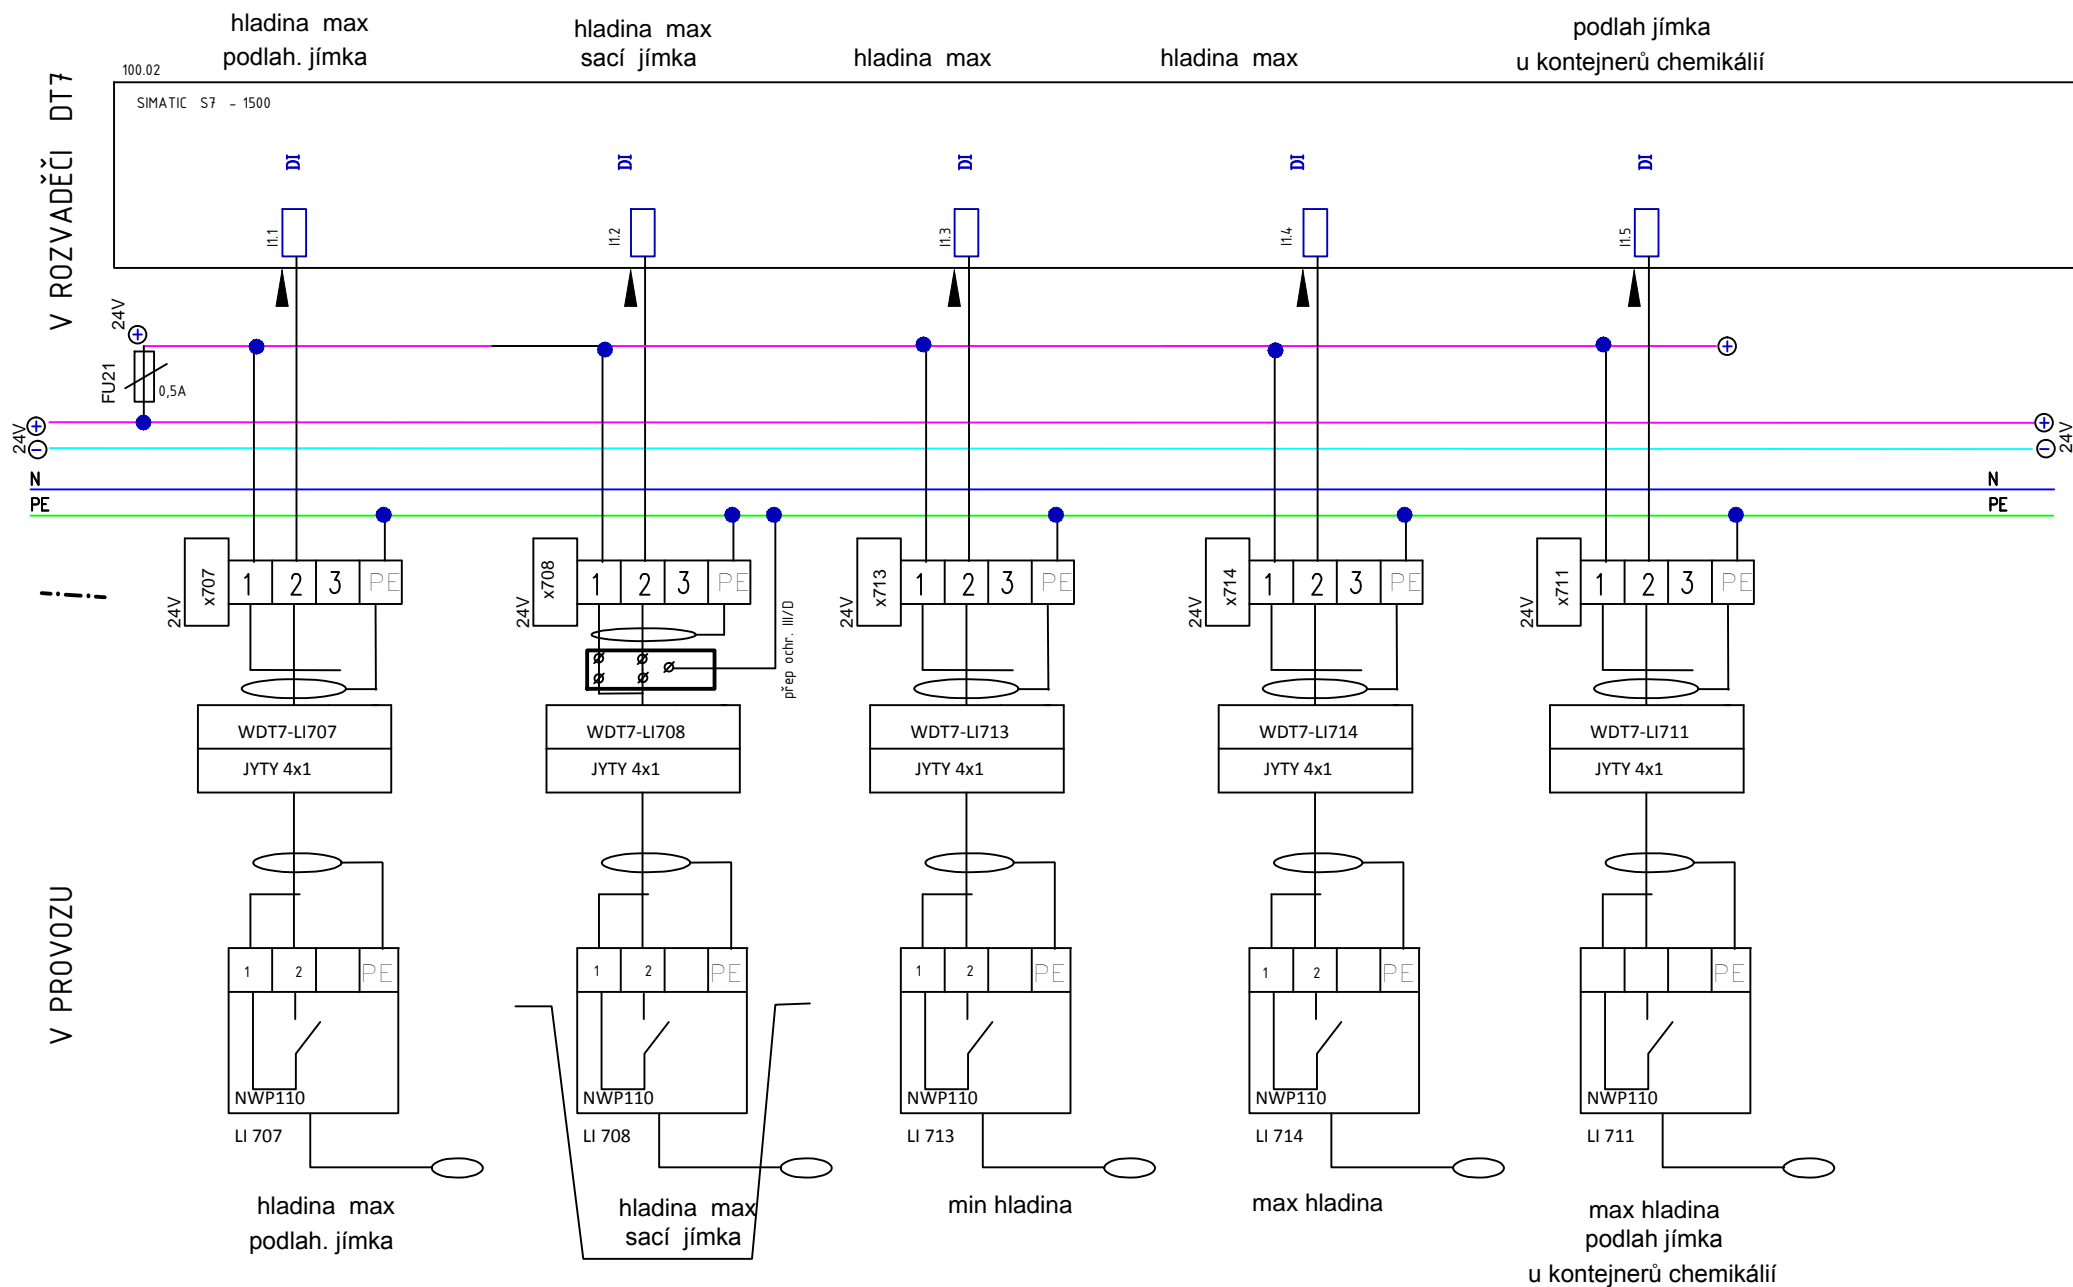 hladina max
podlah. jímka
hladina max
sací jímka
hladina max
hladina max
podlah jímka
u kontejnerů chemikálií
V ROZVADĚČI DT7
100.02
SIMATIC S7 - 1500
DI
DI
DI
DI
DI
I1.1
I1.2
I1.3
I1.4
I1.5
24V
FU21
0,5A
24V
24V
N
N
PE
PE
24V
x707
1 2 3 PE
24V
x708
1 2 3 PE
24V
x713
1 2 3 PE
24V
x714
1 2 3 PE
24V
x711
1 2 3 PE
přep ochr. III/D
WDT7-LI707
JYTY 4x1
WDT7-LI708
JYTY 4x1
WDT7-LI713
JYTY 4x1
WDT7-LI714
JYTY 4x1
WDT7-LI711
JYTY 4x1
V PROVOZU
1 2 PE
NWP110
LI 707
1 2 PE
NWP110
LI 708
1 2 PE
NWP110
LI 713
1 2 PE
NWP110
LI 714
PE
NWP110
LI 711
hladina max
podlah. jímka
hladina max
sací jímka
min hladina
max hladina
max hladina
podlah jímka
u kontejnerů chemikálií